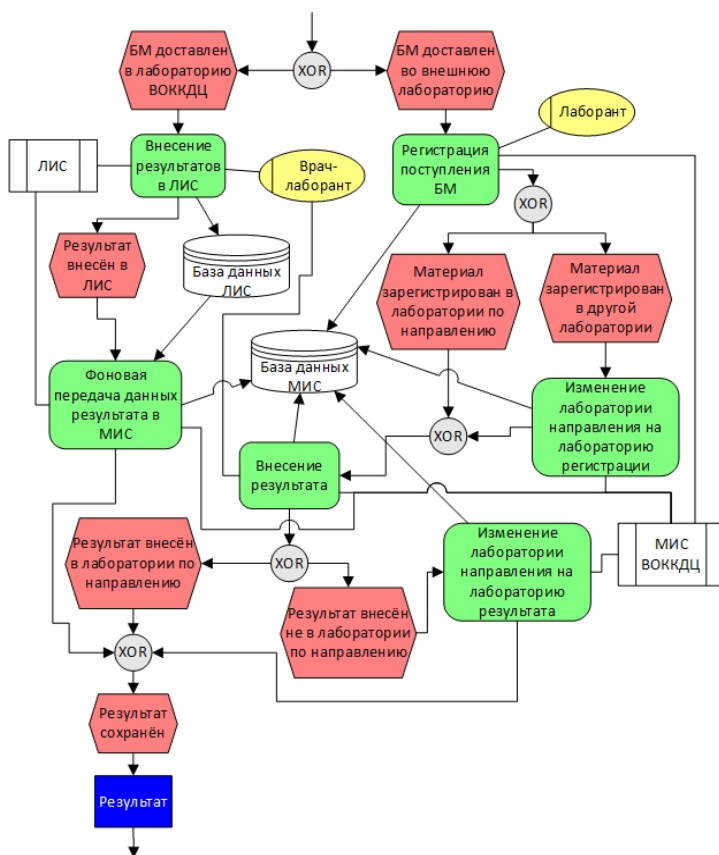 БМ доставлен
в лабораторию
ВОККДЦ
XOR
БМ доставлен
во внешнюю
лабораторию
Лаборант
ЛИС
Внесение
результатов
в ЛИС
Врач-
лаборант
Регистрация
поступления
БМ
XOR
Результат
внесён в
ЛИС
База данных
ЛИС
Материал
зарегистрирован в
лаборатории по
направлению
Материал
зарегистрирован
в другой
лаборатории
Фоновая
передача данных
результата в
МИС
База данных
МИС
Изменение
лаборатории
направления на
лабораторию
регистрации
XOR
Внесение
результата
Результат внесён
в лаборатории по
направлению
XOR
Результат внесён
не в лаборатории
по направлению
Изменение
лаборатории
направления на
лабораторию
результата
МИС
ВОККДЦ
XOR
Результат
сохранён
Результат